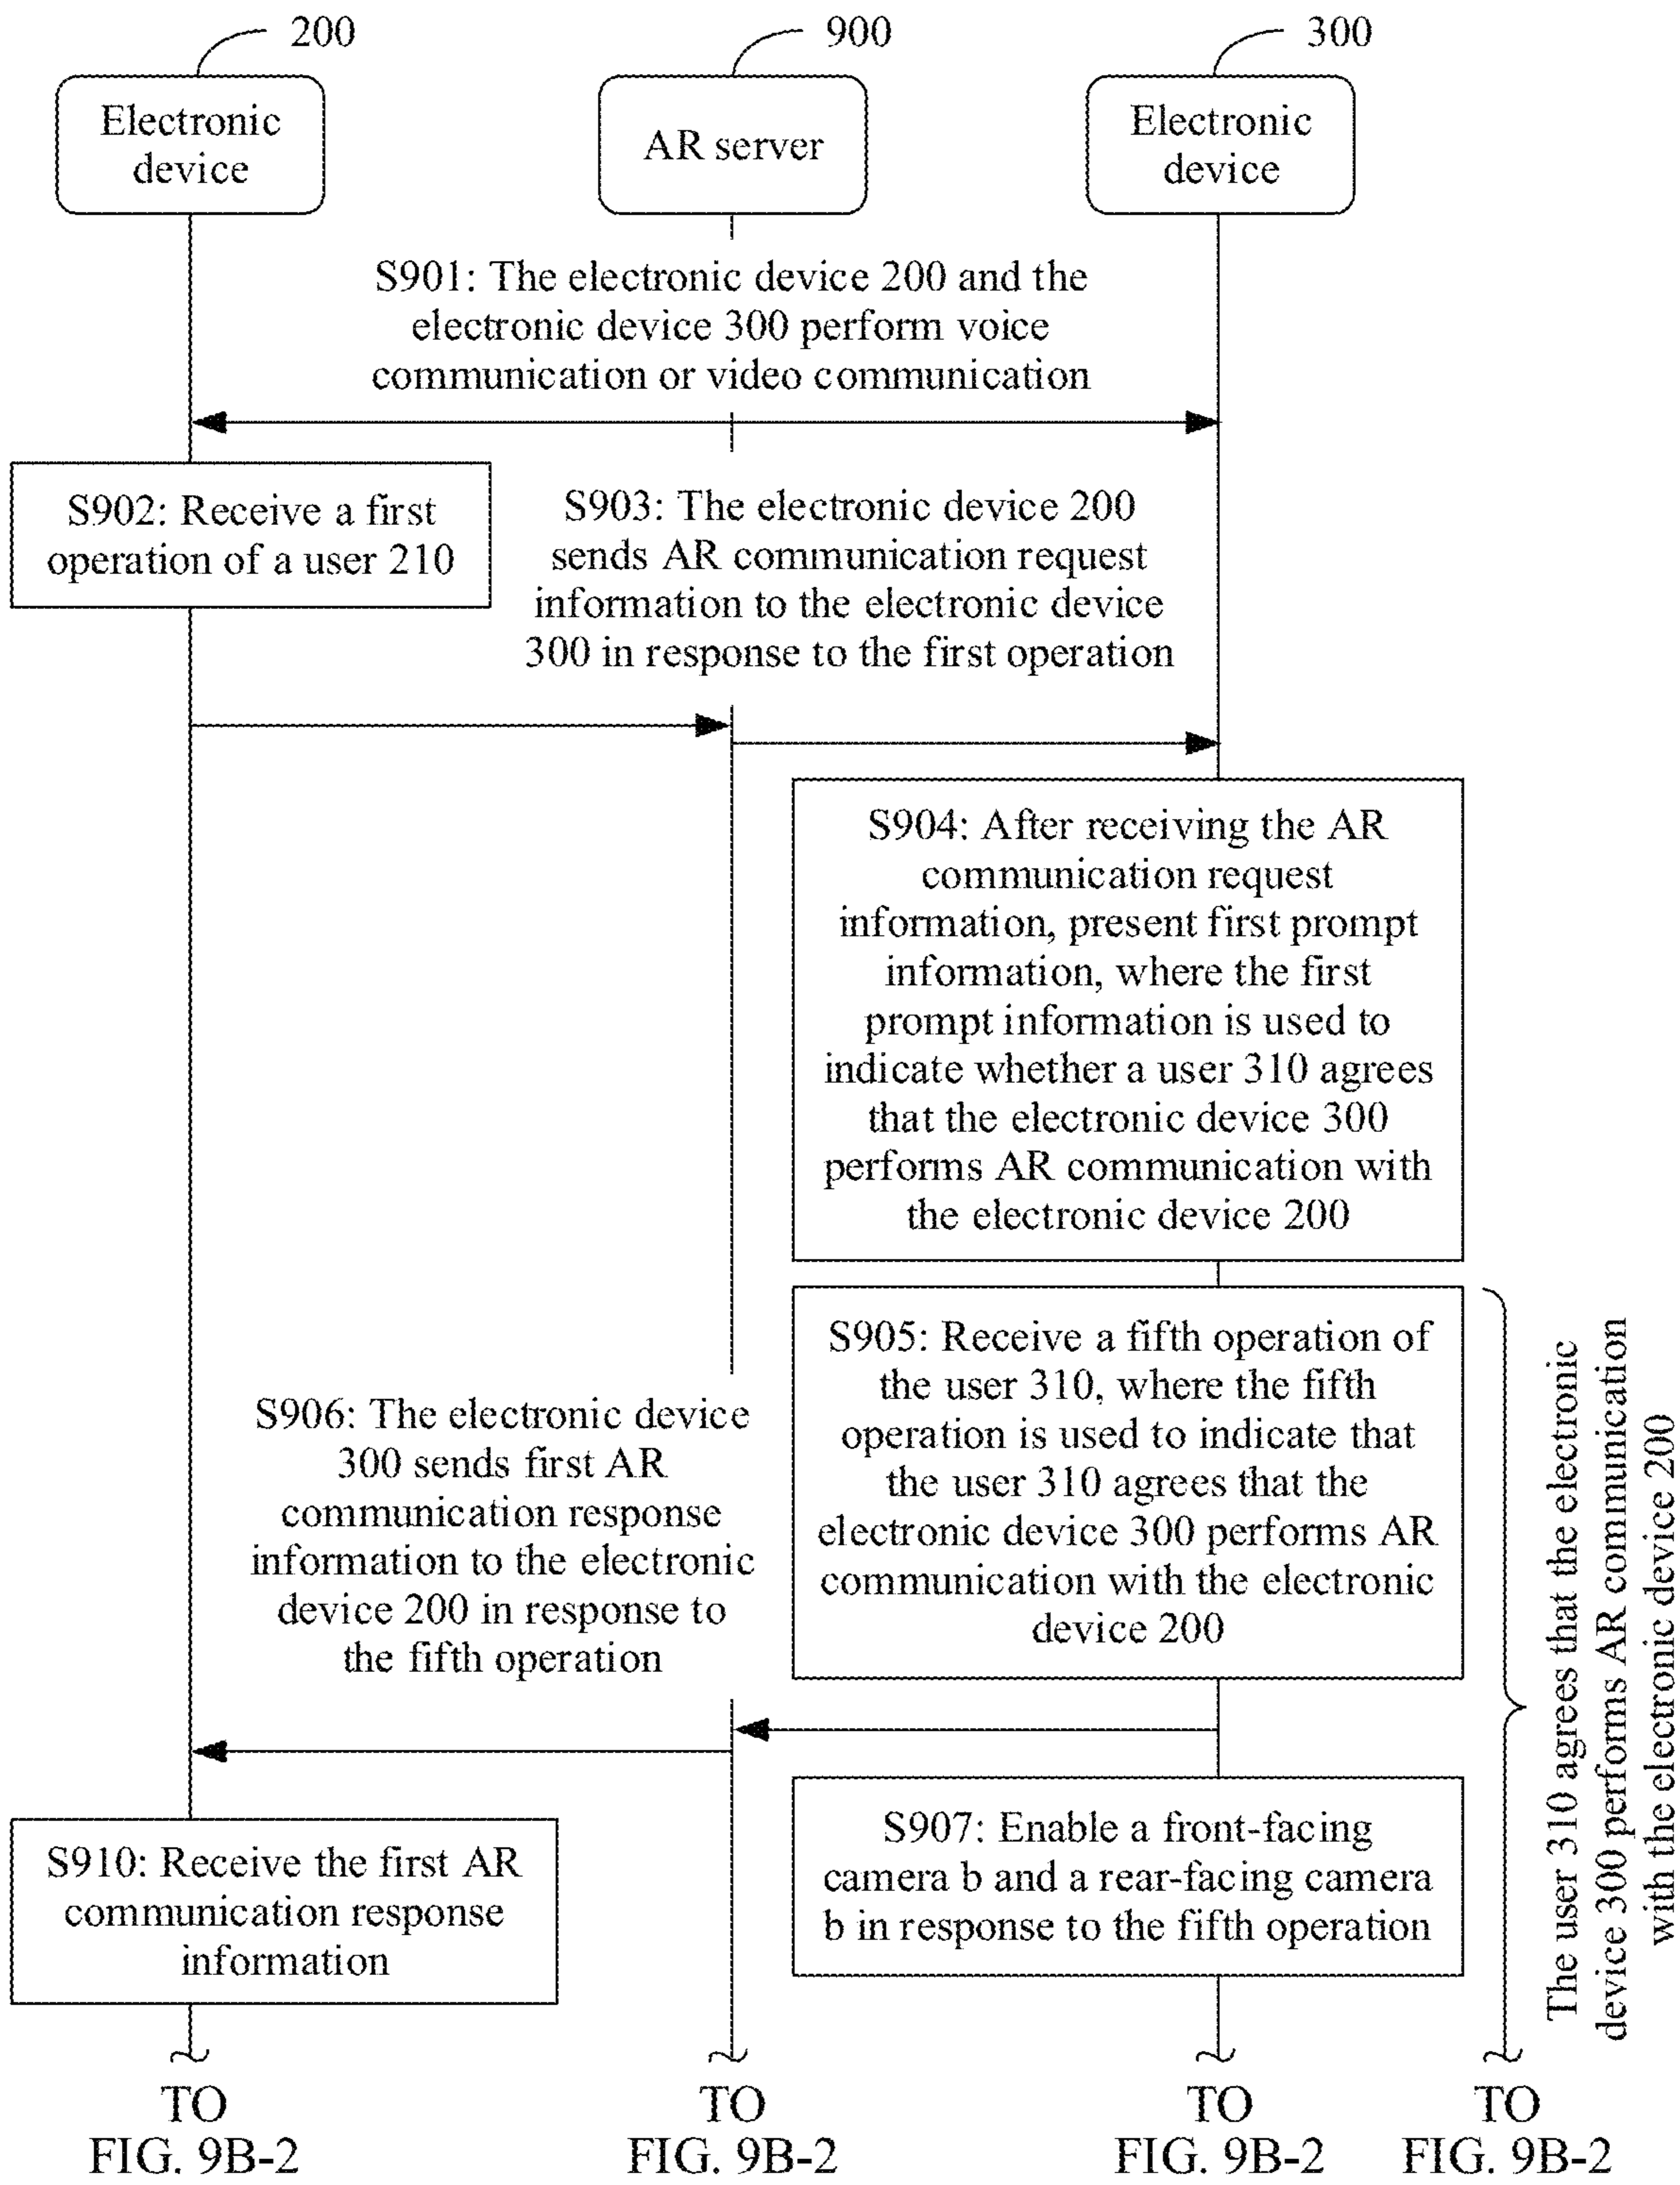 200
900
300
Electronic
device
AR server
Electronic
device
S901: The electronic device 200 and the
electronic device 300 perform voice
communication or video communication
S902: Receive a first
operation of a user 210
S903: The electronic device 200
sends AR communication request
information to the electronic device
300 in response to the first operation
S904: After receiving the AR
communication request
information, present first prompt
information, where the first
prompt information is used to
indicate whether a user 310 agrees
that the electronic device 300
performs AR communication with
the electronic device 200
S905: Receive a fifth operation of
the user 310, where the fifth
operation is used to indicate that
the user 310 agrees that the
electronic device 300 performs AR
communication with the electronic
device 200
The user 310 agrees that the electronic
device 300 performs AR communication
with the electronic device 200
S906: The electronic device
300 sends first AR
communication response
information to the electronic
device 200 in response to
the fifth operation
S907: Enable a front-facing
camera b and a rear-facing camera
b in response to the fifth operation
S910: Receive the first AR
communication response
information
TO
FIG. 9B-2
TO
FIG. 9B-2
TO
FIG. 9B-2
TO
FIG. 9B-2